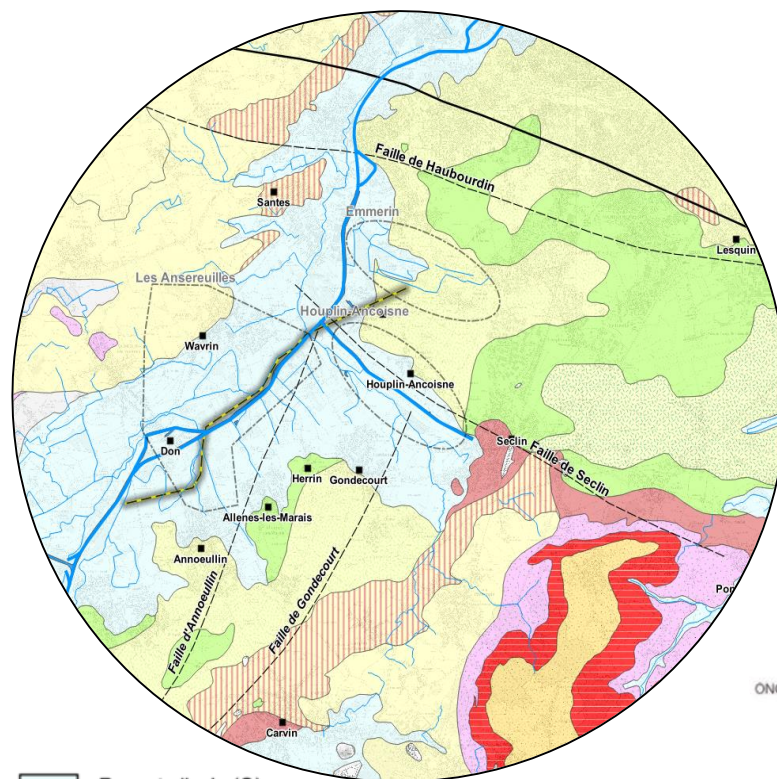 Faille de Haubourdin
Santes
Emmerin
Lesquin
Les Ansereuilles
Houplin-Ancoisne
Wavrin
Houplin-Ancoisne
Don
Seclin
Faille de Seclin
Herrin
Gondecourt
Allenes-les-Marais
Annoeullin
Faille d'Annoeullin
Faille de Gondecourt
Carvin